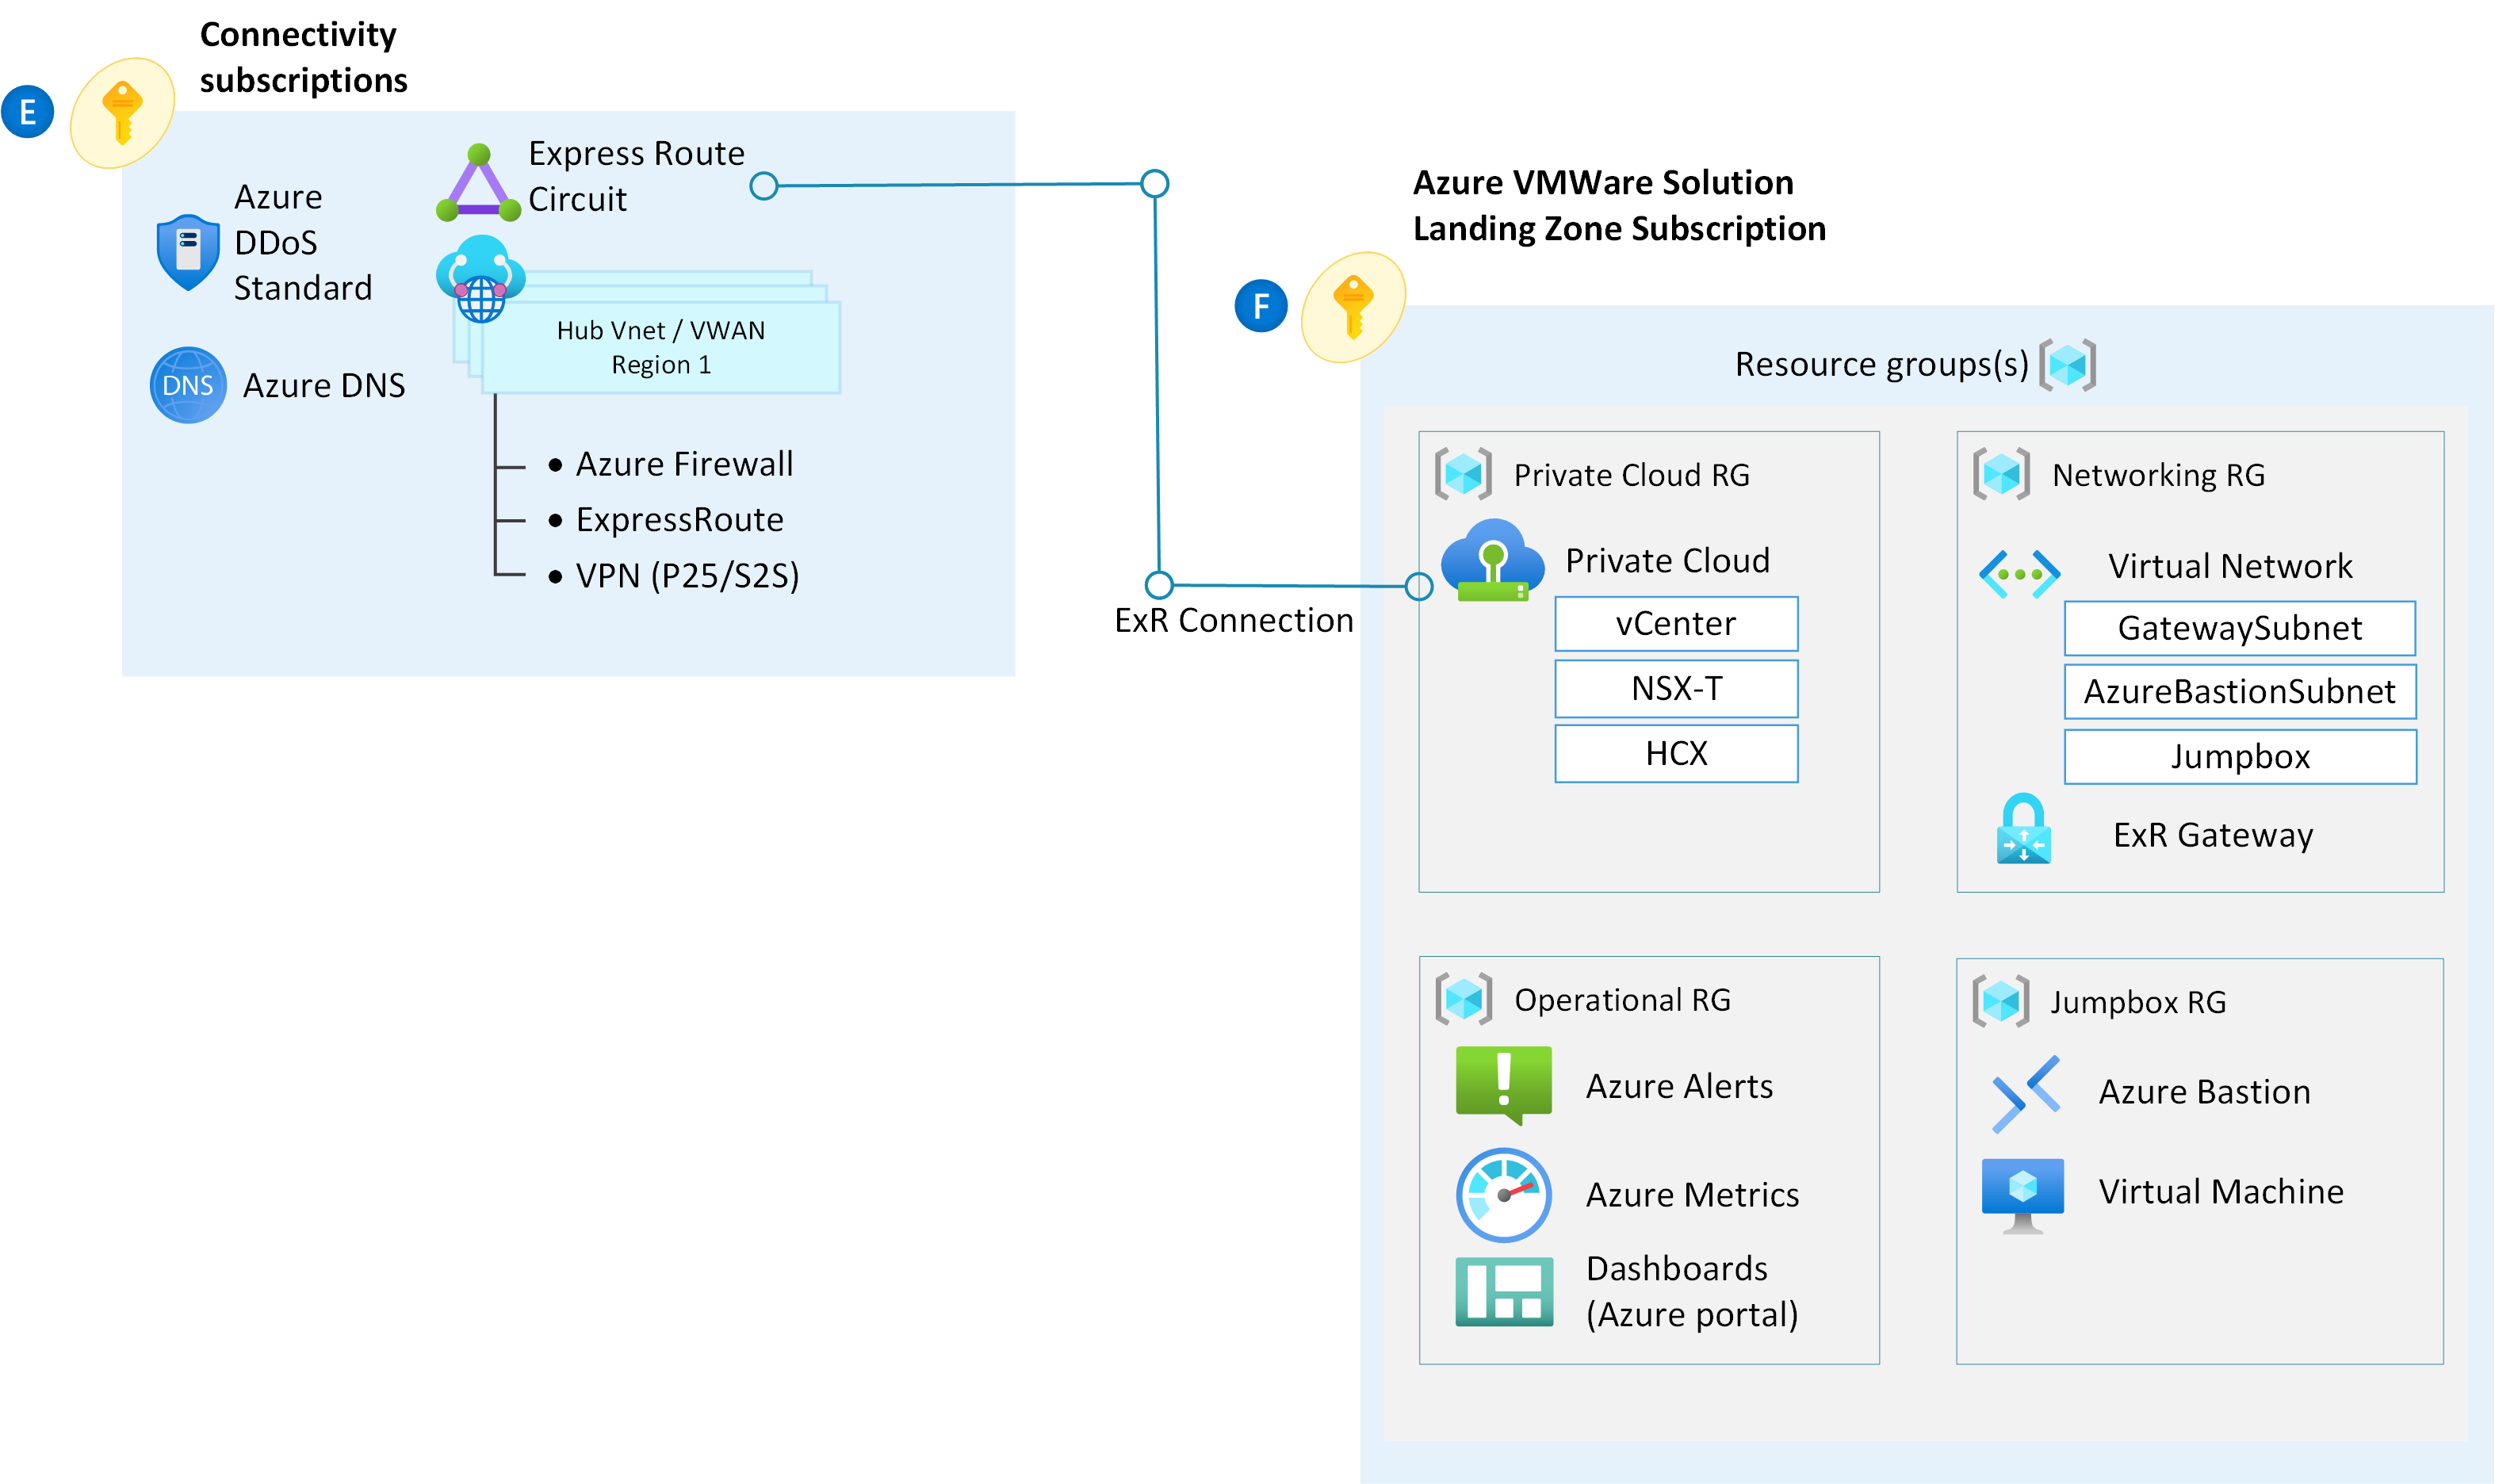 Connectivity
subscriptions
E
Express Route
Circuit
Azure
DDoS
Standard
Hub Vnet / VWAN
Region 1
DNS
Azure DNS
• Azure Firewall
• ExpressRoute
• VPN (P25/S2S)
ExR Connection
Azure VMWare Solution
Landing Zone Subscription
F
Resource groups(s)
Private Cloud RG
Private Cloud
vCenter
NSX-T
HCX
Networking RG
Virtual Network
GatewaySubnet
AzureBastionSubnet
Jumpbox
ExR Gateway
Operational RG
Azure Alerts
Azure Metrics
Dashboards
(Azure portal)
Jumpbox RG
Azure Bastion
Virtual Machine